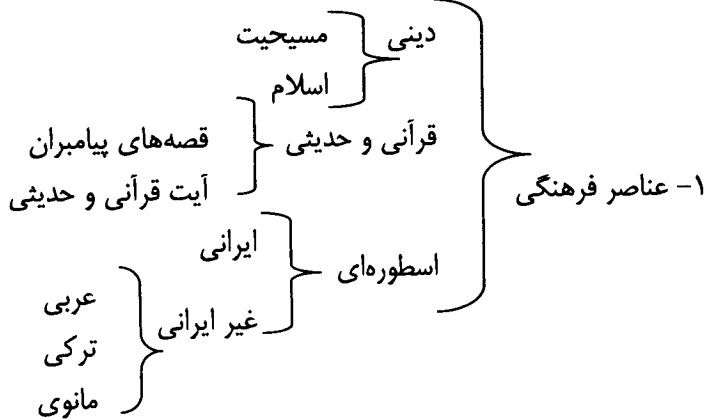 ۱- عناصر فرهنگی
دینی
مسیحیت
اسلام
قرآنی و حدیثی
قصه‌های پیامبران
آیت قرآنی و حدیثی
اسطوره‌ای
ایرانی
غیر ایرانی
عربی
ترکی
مانوی